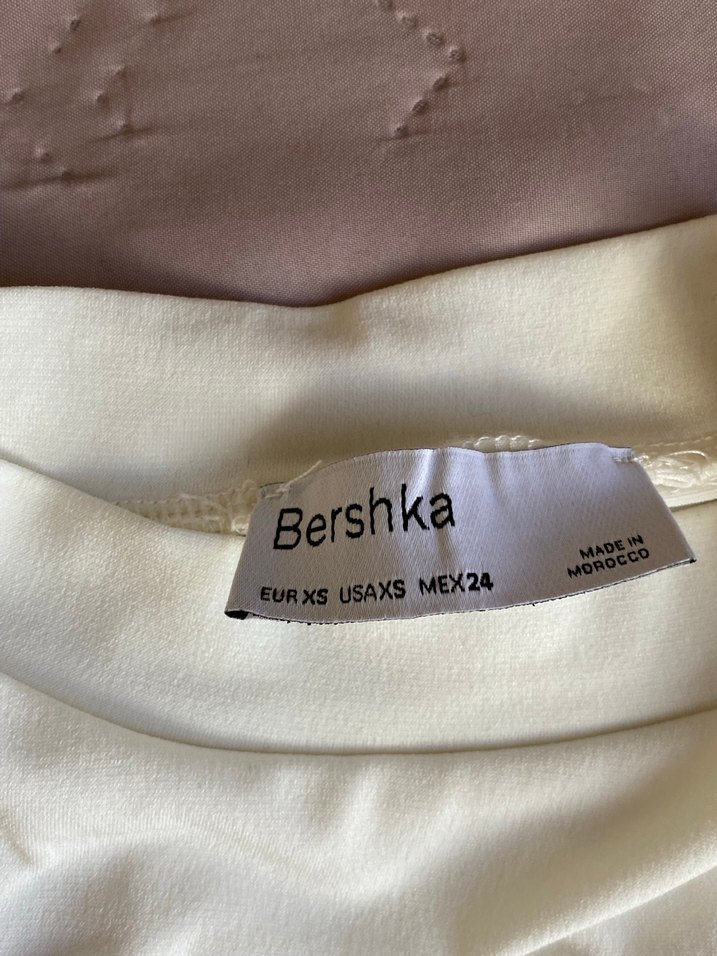 Bershka
EUR XS USA XS MEX 24
MADE IN
MOROCCO